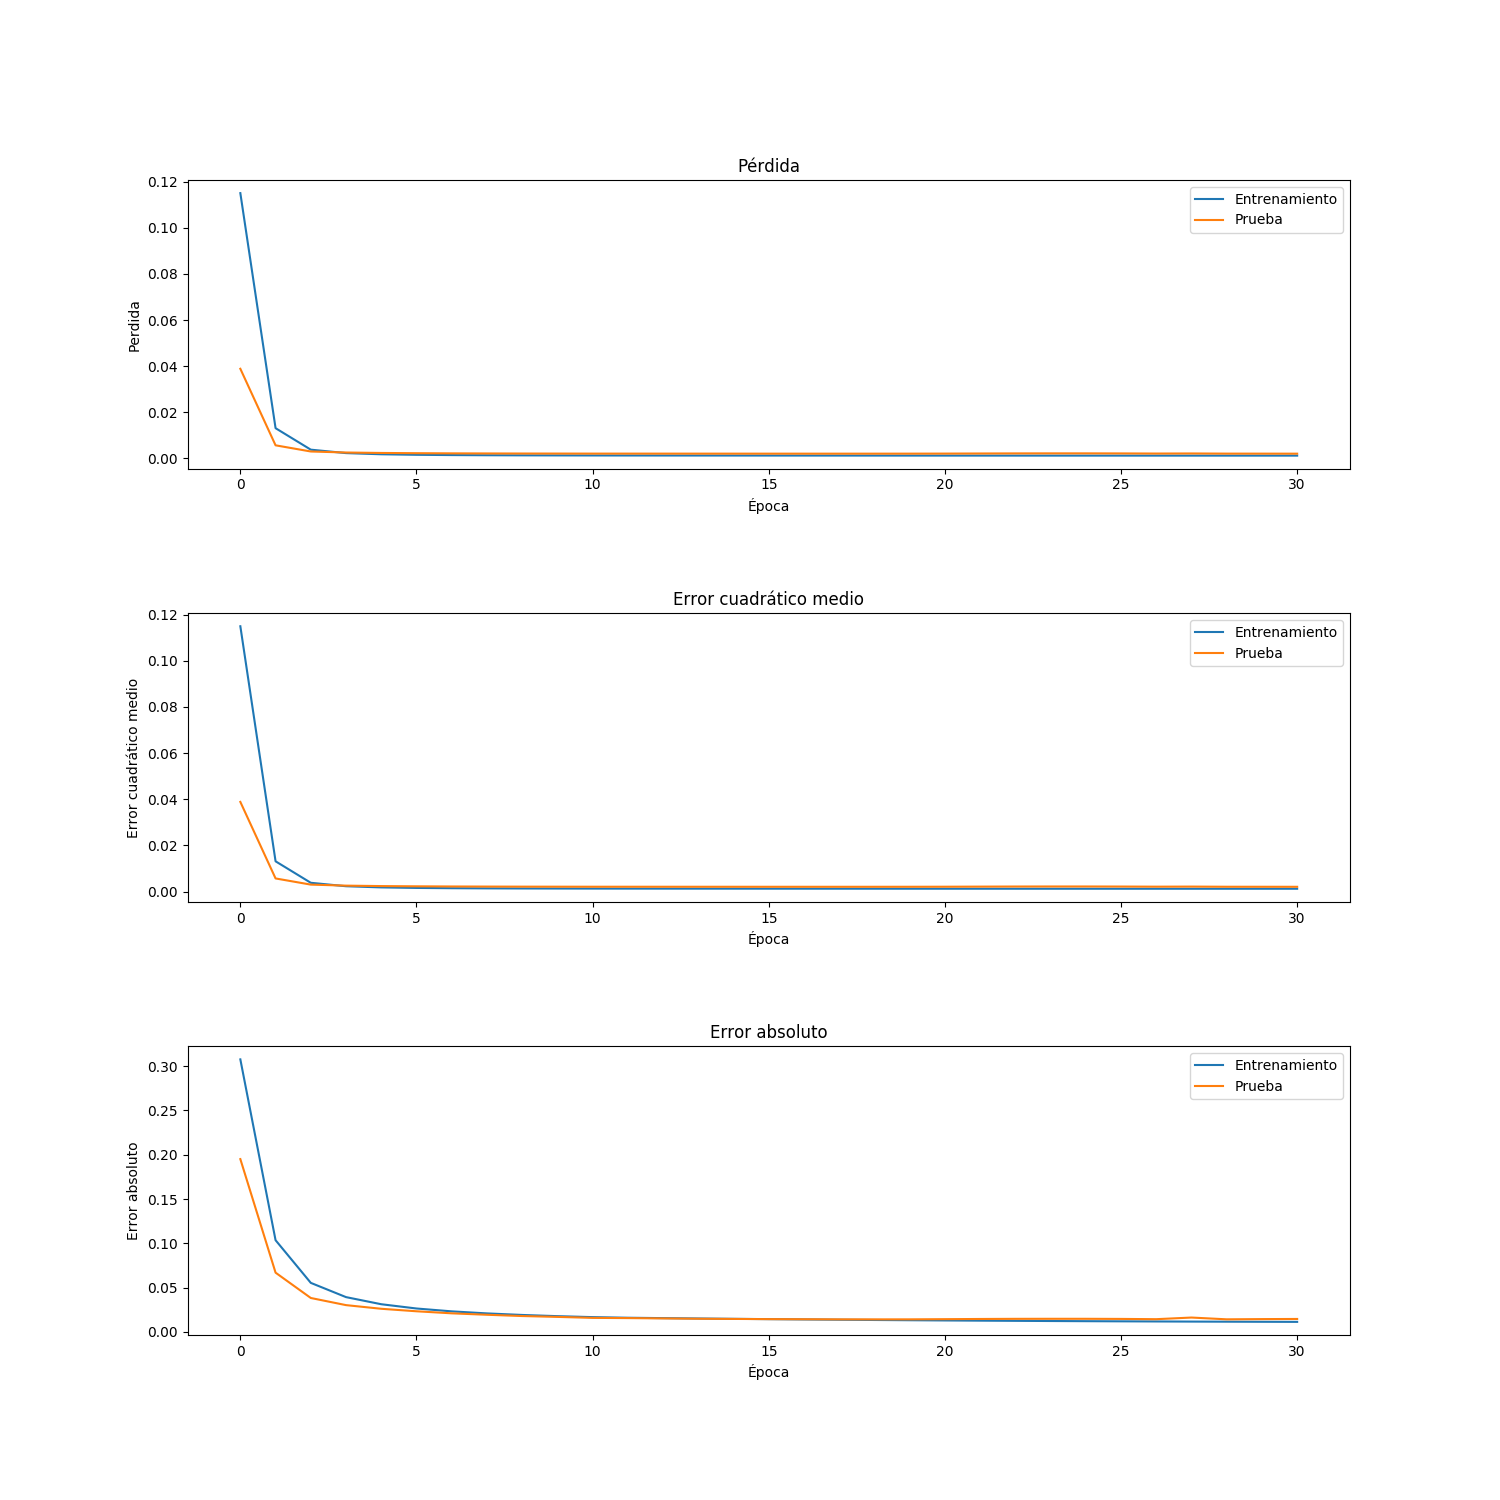 Pérdida
0.12
0.10
0.08
0.06
0.04
0.02
0.00
Perdida
Entrenamiento
Prueba
0 5 10 15 20 25 30
Época
Error cuadrático medio
0.12
0.10
0.08
0.06
0.04
0.02
0.00
Error cuadrático medio
Entrenamiento
Prueba
0 5 10 15 20 25 30
Época
Error absoluto
0.30
0.25
0.20
0.15
0.10
0.05
0.00
Error absoluto
Entrenamiento
Prueba
0 5 10 15 20 25 30
Época